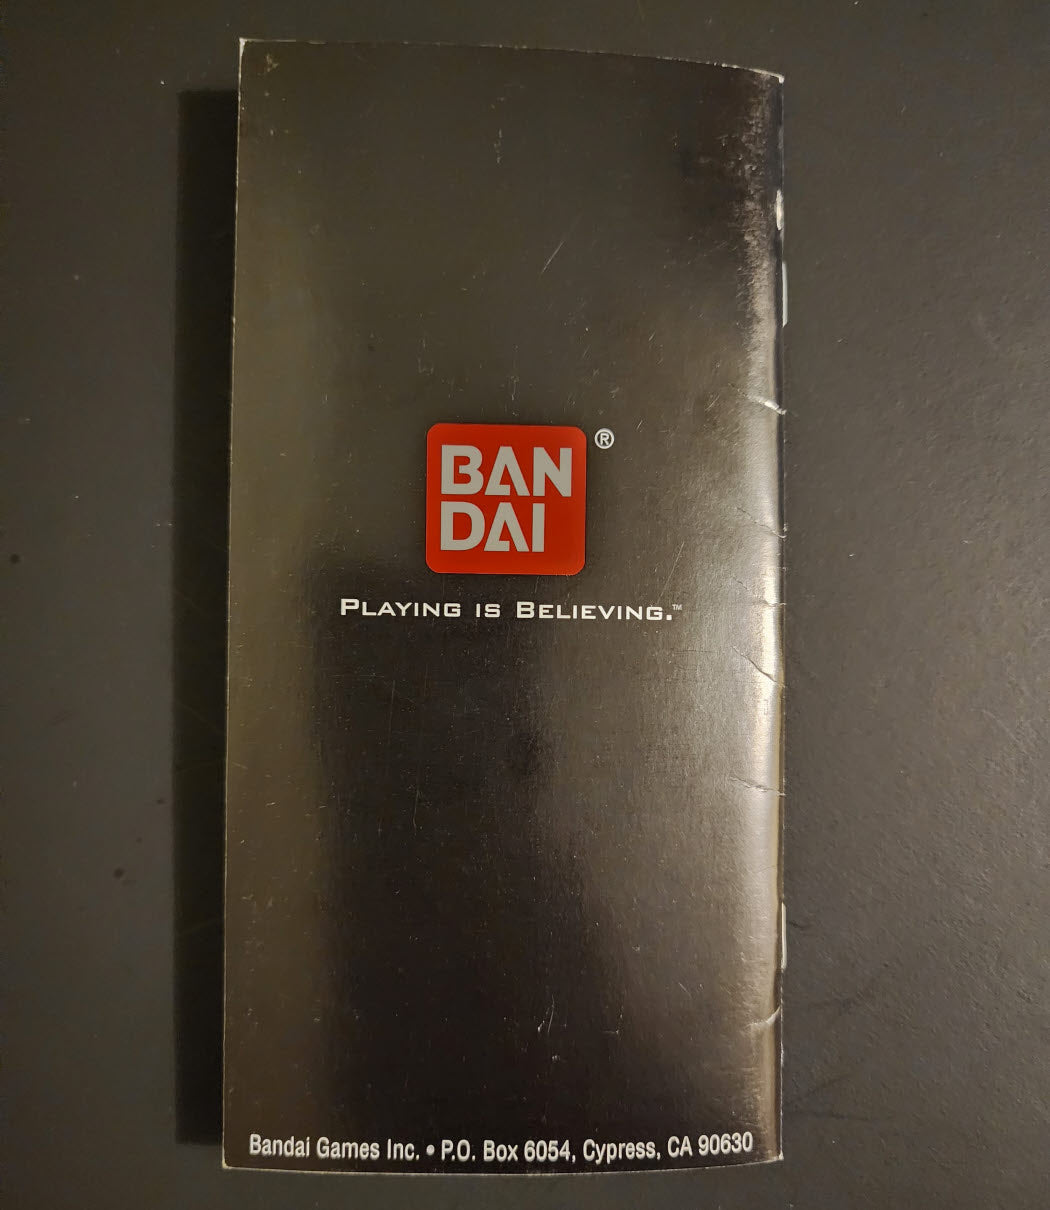 BAN
DAI
®
PLAYING IS BELIEVING.™
Bandai Games Inc. • P.O. Box 6054, Cypress, CA 90630